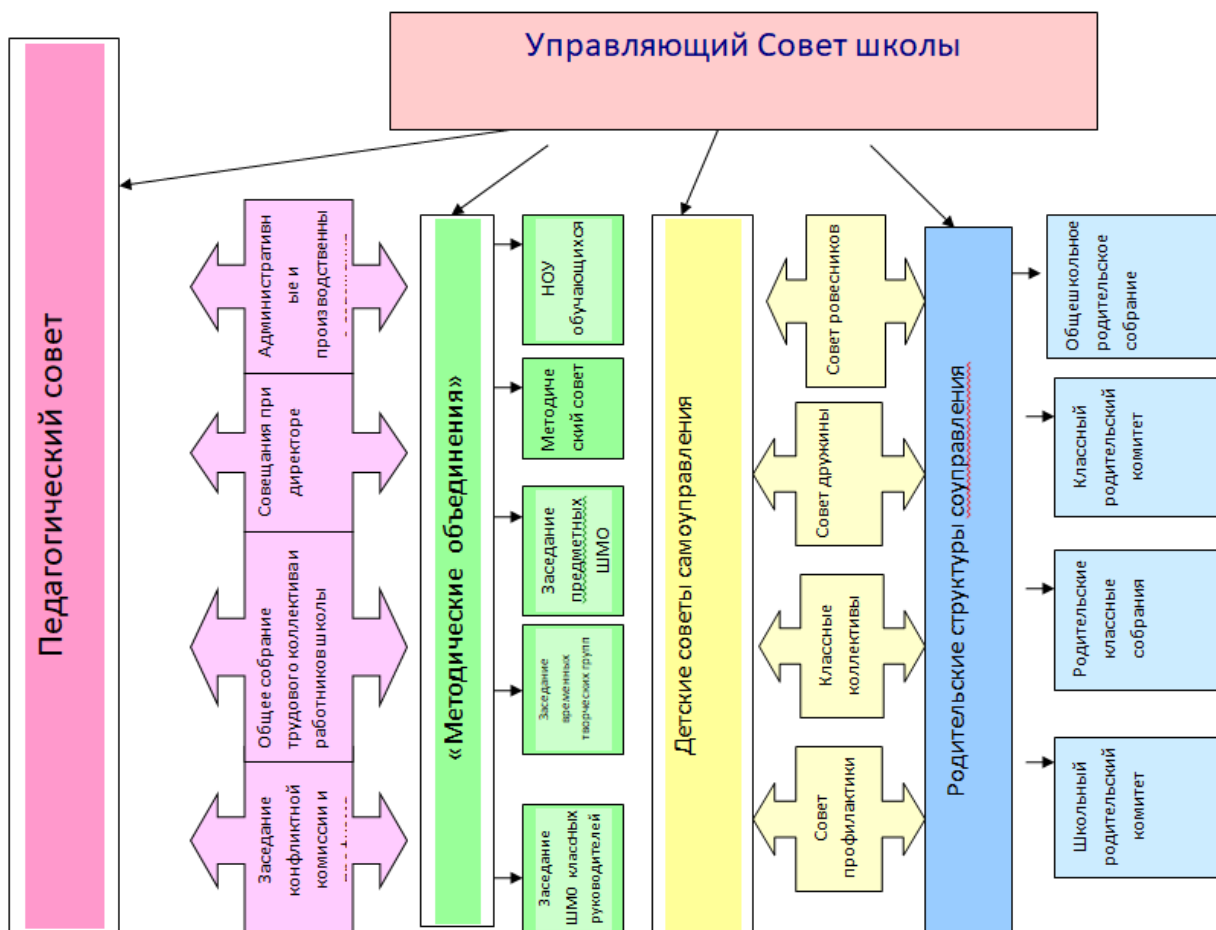 Управляющий Совет школы
Педагогический совет
Административн
ые и
производственны
Совещания при
директоре
Общее собрание
трудового коллектива и
работников школы
Заседание
конфликтной
комиссии и
«Методические объединения»
НОУ
обучающихся
Методиче
ский совет
Заседание
предметных
ШМО
Заседание
временных
творческих групп
Заседание
ШМО классных
руководителей
Детские советы самоуправления
Совет ровесников
Совет дружины
Классные
коллективы
Совет
профилактики
Родительские структуры соуправления
Общешкольное
родительское
собрание
Классный
родительский
комитет
Родительские
классные
собрания
Школьный
родительский
комитет